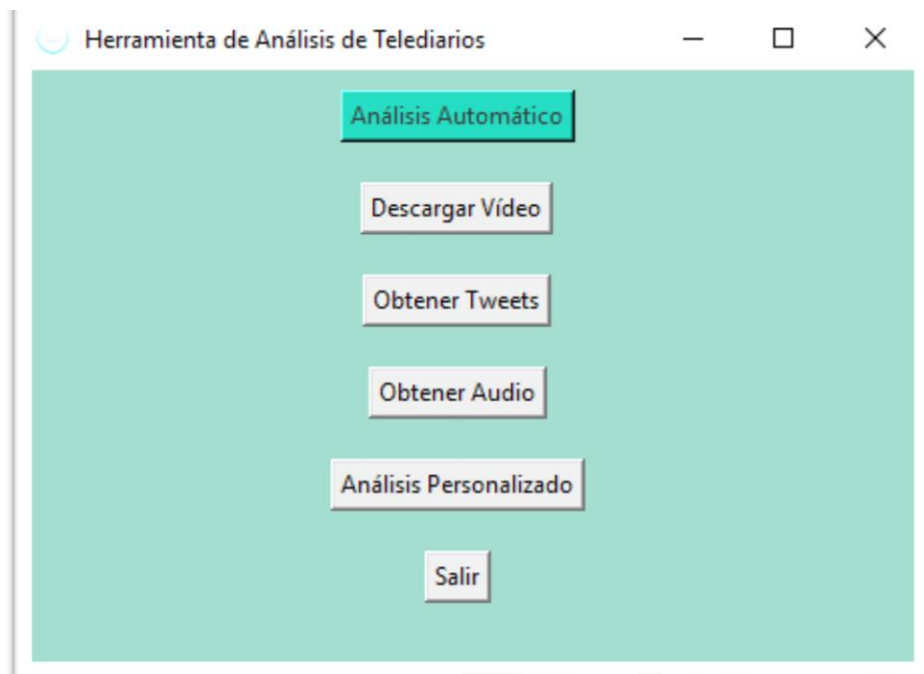 Herramienta de Análisis de Telediarios
Análisis Automático
Descargar Vídeo
Obtener Tweets
Obtener Audio
Análisis Personalizado
Salir